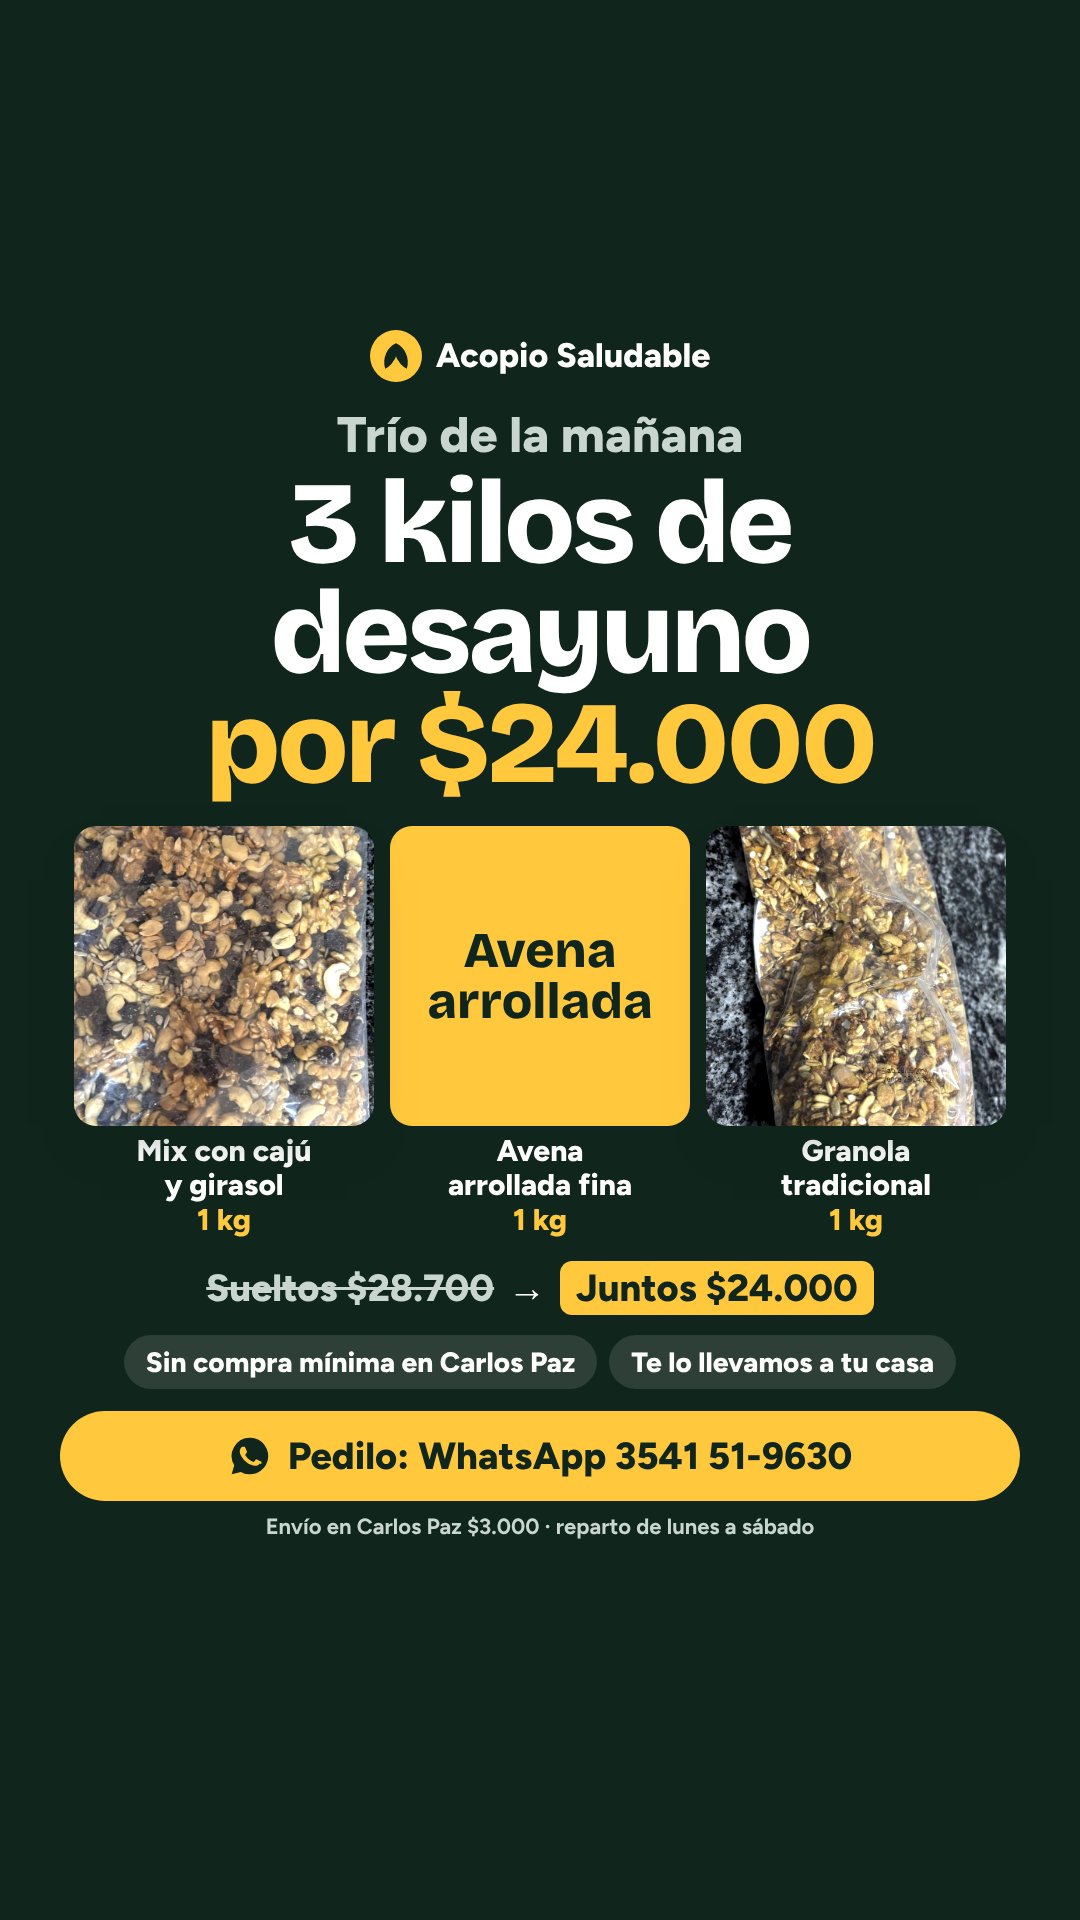 Acopio Saludable
Trío de la mañana
3 kilos de
desayuno
por $24.000
Avena
arrollada
Mix con cajú
y girasol
1 kg
Avena
arrollada fina
1 kg
Granola
tradicional
1 kg
Sueltos $28.700 → Juntos $24.000
Sin compra mínima en Carlos Paz
Te lo llevamos a tu casa
Pedilo: WhatsApp 3541 51-9630
Envío en Carlos Paz $3.000 · reparto de lunes a sábado